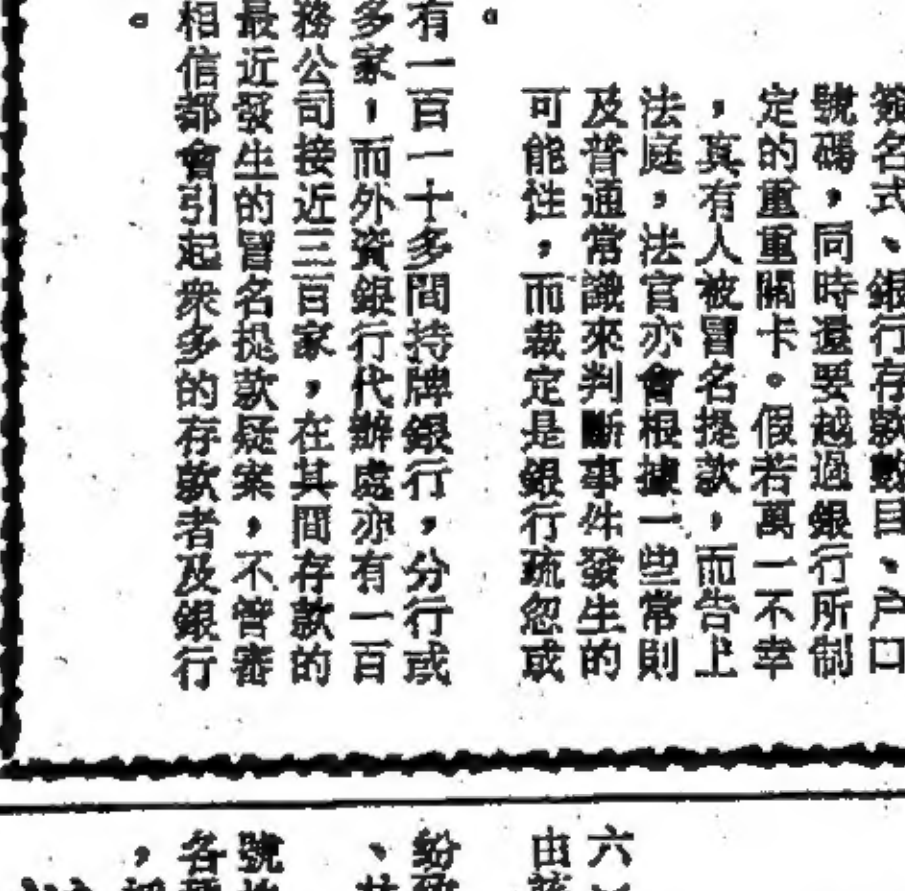 名式、銀行存款數目、戶口
號碼，同時還要越過銀行所制
定的重重關卡。假若萬一不幸
，真有人被冒名提款，而告上
法庭，法官亦會根據一些常則
及普通常識來判斷事件發生的
可能性，而裁定是銀行疏忽或
。
有一百一十多間持牌銀行，分行或
多家，而外資銀行代辦處亦有一百
務公司接近三百家，在其間存款的
最近發生的冒名提款疑案，不管審
相信都會引起衆多的存款者及銀行
。
六
由
紛
、
號
各
，